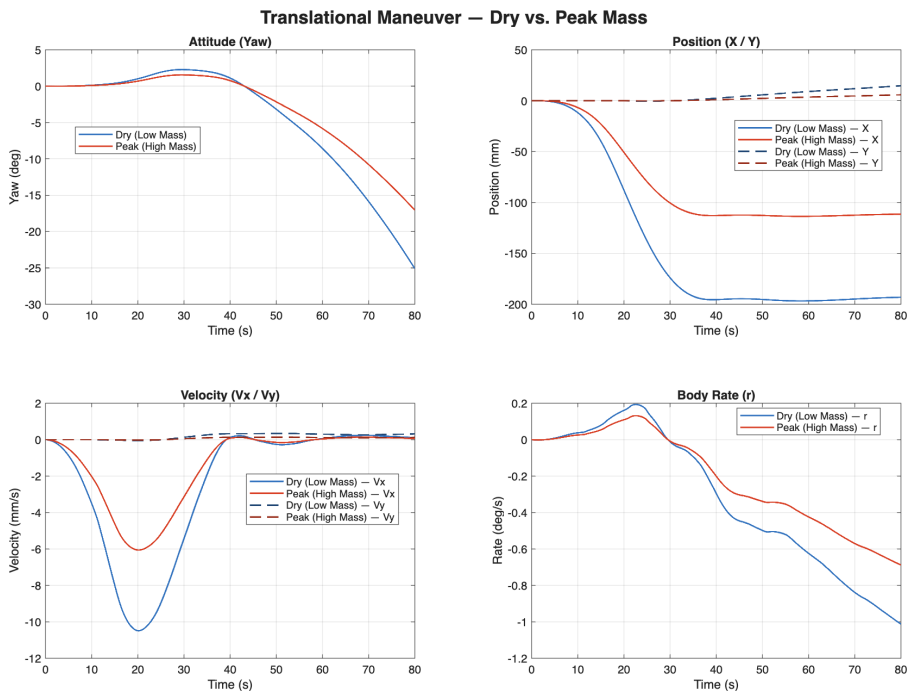 Translational Maneuver — Dry vs. Peak Mass
Attitude (Yaw)
5
0
-5
-10
-15
-20
-25
-30
Yaw (deg)
Dry (Low Mass)
Peak (High Mass)
0 10 20 30 40 50 60 70 80
Time (s)
Position (X / Y)
50
0
-50
-100
-150
-200
Position (mm)
Dry (Low Mass) — X
Peak (High Mass) — X
Dry (Low Mass) — Y
Peak (High Mass) — Y
0 10 20 30 40 50 60 70 80
Time (s)
Velocity (Vx / Vy)
2
0
-2
-4
-6
-8
-10
-12
Velocity (mm/s)
Dry (Low Mass) — Vx
Peak (High Mass) — Vx
Dry (Low Mass) — Vy
Peak (High Mass) — Vy
0 10 20 30 40 50 60 70 80
Time (s)
Body Rate (r)
0.2
0
-0.2
-0.4
-0.6
-0.8
-1
-1.2
Rate (deg/s)
Dry (Low Mass) — r
Peak (High Mass) — r
0 10 20 30 40 50 60 70 80
Time (s)